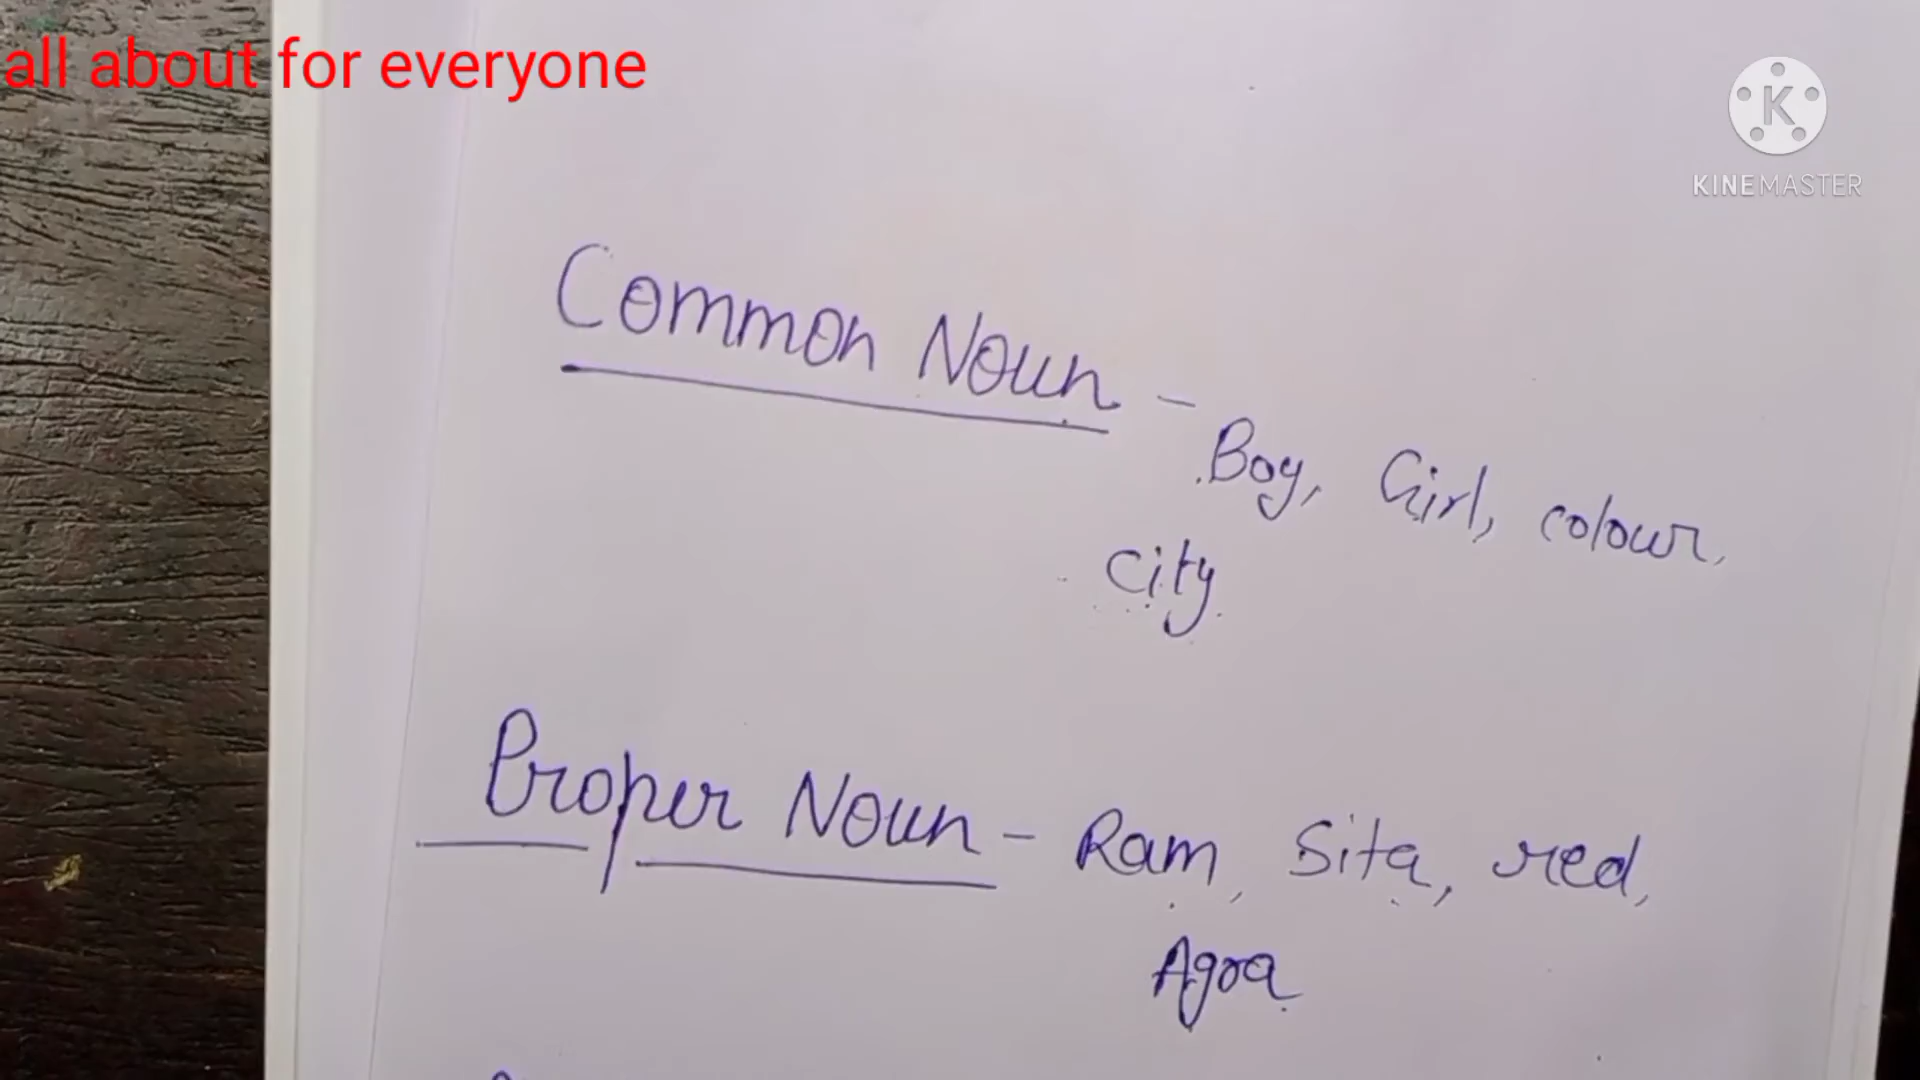 all about for everyone
KINEMASTER
Common Noun - Boy, Girl, colour,
City
Proper Noun - Ram, Sita, red,
Agra